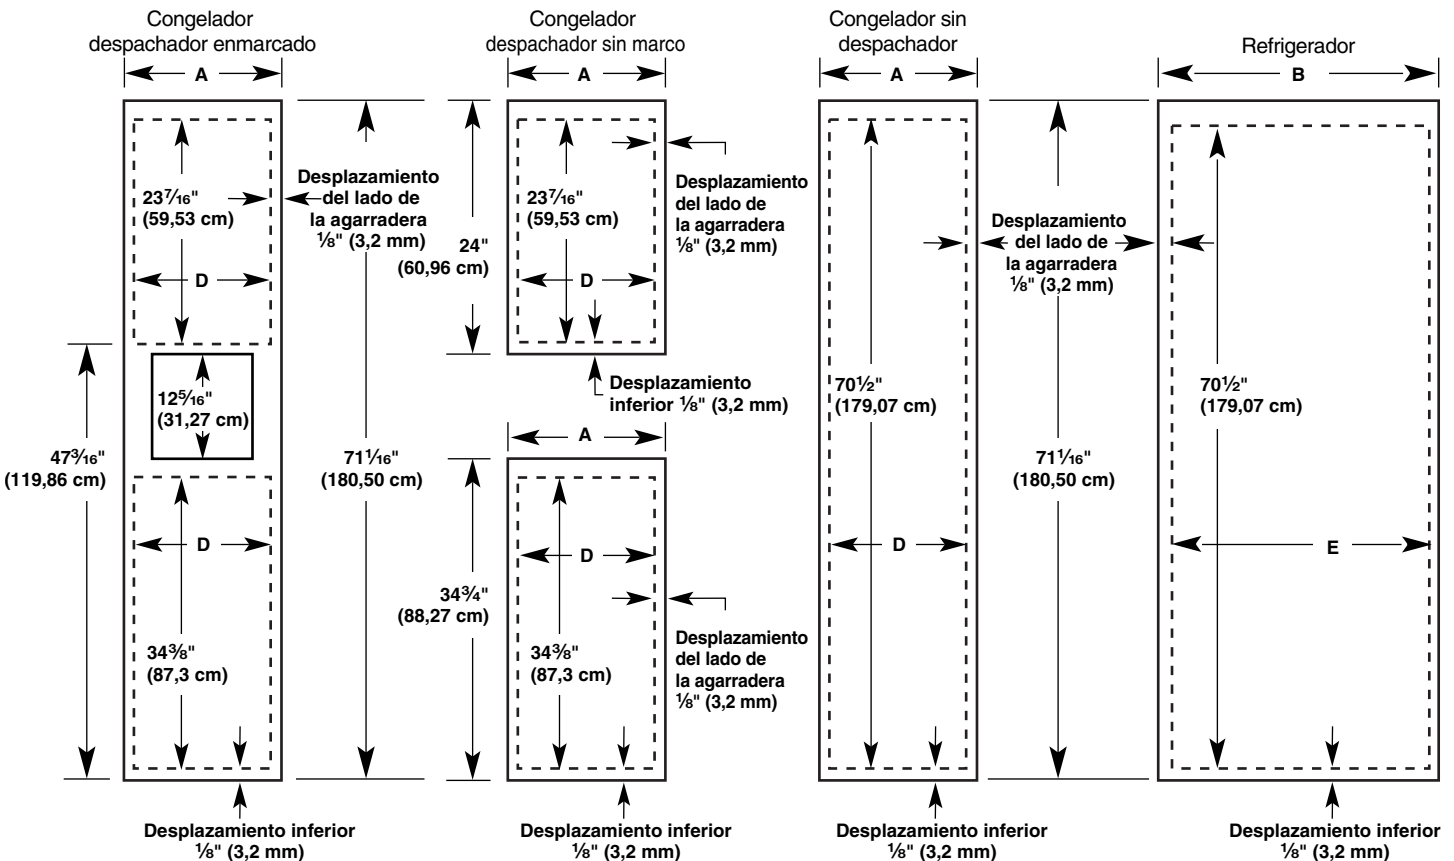 Congelador
despachador enmarcado
A
23⁷⁄₁₆"
(59,53 cm)
D
Desplazamiento
del lado de
la agarradera
⅛" (3,2 mm)
12⁵⁄₁₆"
(31,27 cm)
47³⁄₁₆"
(119,86 cm)
71¹⁄₁₆"
(180,50 cm)
D
34⅜"
(87,3 cm)
Desplazamiento inferior
⅛" (3,2 mm)
Congelador
despachador sin marco
A
23⁷⁄₁₆"
(59,53 cm)
24"
(60,96 cm)
D
Desplazamiento
del lado de
la agarradera
⅛" (3,2 mm)
Desplazamiento
inferior ⅛" (3,2 mm)
A
D
34¾"
(88,27 cm)
34⅜"
(87,3 cm)
Desplazamiento
del lado de
la agarradera
⅛" (3,2 mm)
Desplazamiento inferior
⅛" (3,2 mm)
Congelador sin
despachador
A
70½"
(179,07 cm)
D
Desplazamiento
del lado de
la agarradera
⅛" (3,2 mm)
71¹⁄₁₆"
(180,50 cm)
Desplazamiento inferior
⅛" (3,2 mm)
Refrigerador
B
70½"
(179,07 cm)
E
Desplazamiento inferior
⅛" (3,2 mm)